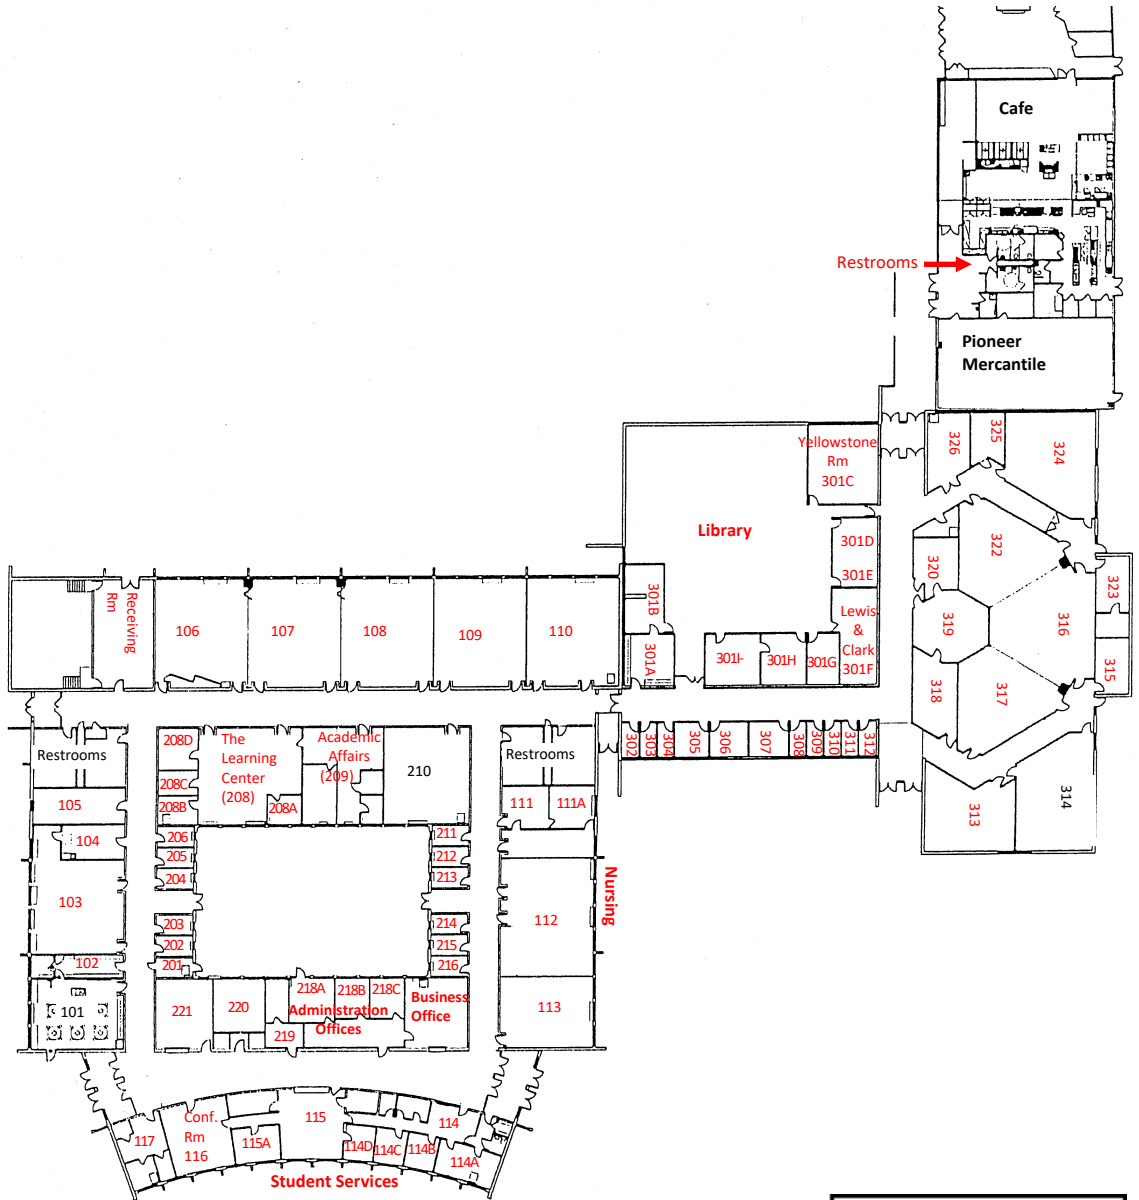 Cafe
Restrooms
Pioneer
Mercantile
326
325
324
Yellowstone
Rm
301C
Library
322
301D
301E
320
323
301B
Receiving
Rm
Lewis
&
Clark
301F
319
316
106
107
108
109
110
301A
301I
301H
301G
315
318
317
Restrooms
208D
The
Learning
Center
(208)
Academic
Affairs
(209)
210
Restrooms
302
303
304
305
306
307
308
309
310
311
312
208C
208B
208A
105
111
111A
313
314
104
206
211
205
212
204
213
103
Nursing
112
203
214
202
215
201
216
102
101
221
220
218A
218B
218C
Administration
Offices
219
Business
Office
113
117
Conf.
Rm
116
115
114
115A
114D
114C
114B
114A
Student Services